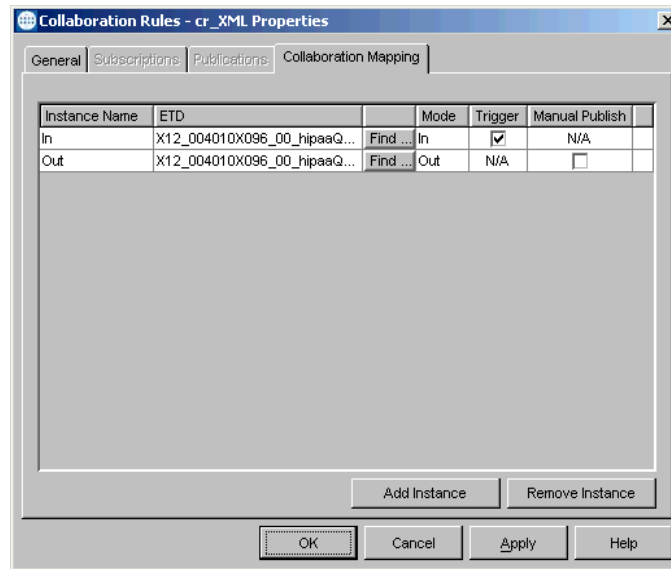 Collaboration Rules - cr_XML Properties
General Subscriptions Publications Collaboration Mapping
Instance Name ETD Mode Trigger Manual Publish
In X12_004010X096_00_hipaaQ... Find ... In N/A
Out X12_004010X096_00_hipaaQ... Find ... Out N/A
Add Instance Remove Instance
OK Cancel Apply Help